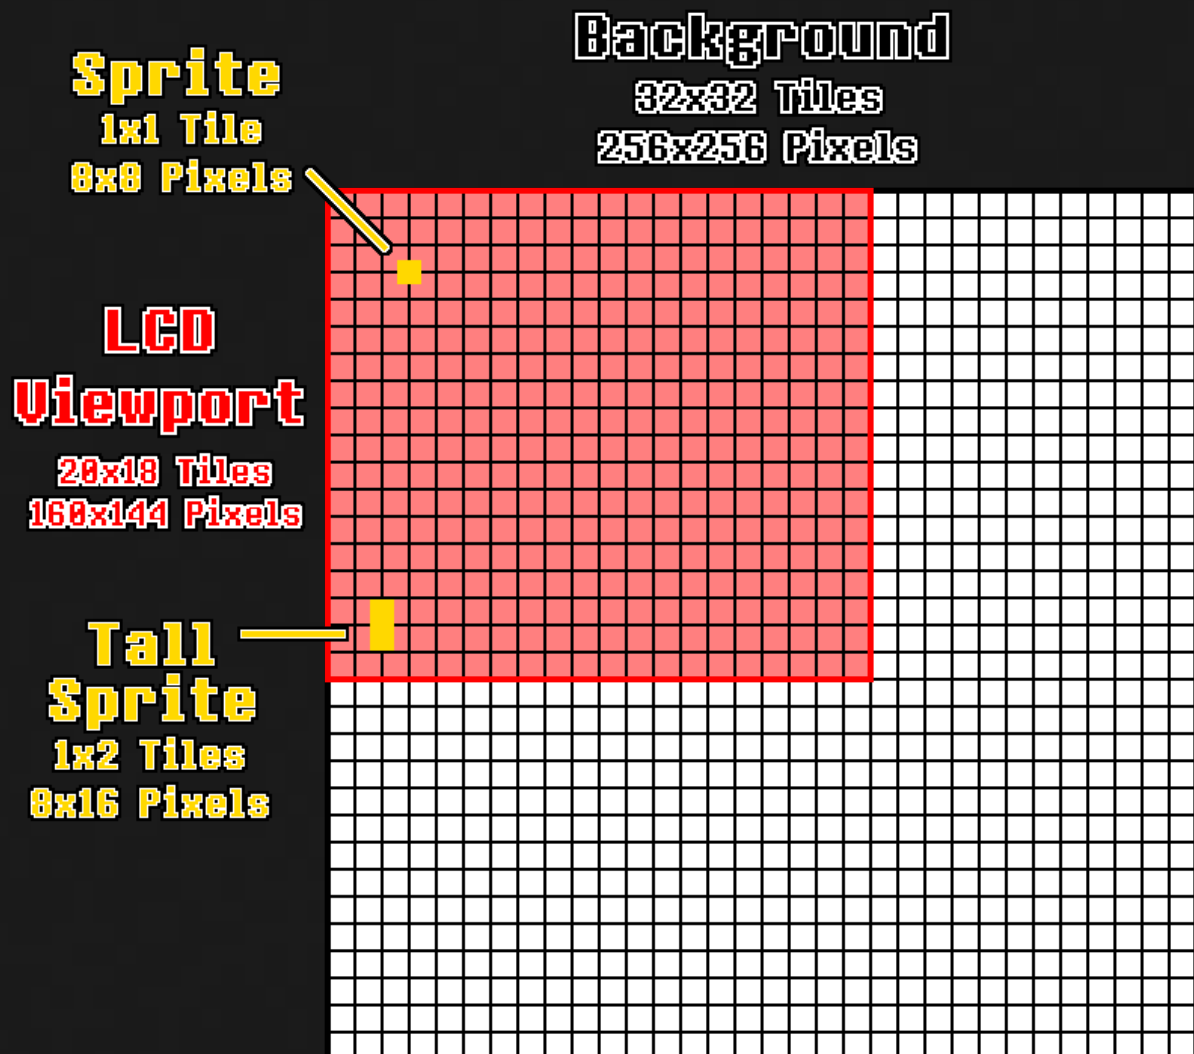 Background
32x32 Tiles
256x256 Pixels
Sprite
1x1 Tile
8x8 Pixels
LCD
Viewport
20x18 Tiles
160x144 Pixels
Tall
Sprite
1x2 Tiles
8x16 Pixels